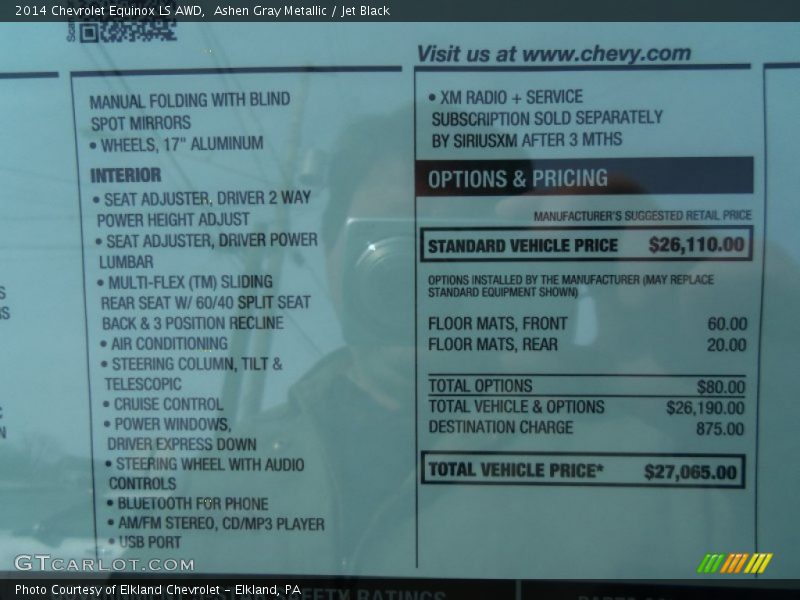 2014 Chevrolet Equinox LS AWD,  Ashen Gray Metallic / Jet Black
Visit us at www.chevy.com
MANUAL FOLDING WITH BLIND
SPOT MIRRORS
• WHEELS, 17" ALUMINUM
INTERIOR
• SEAT ADJUSTER, DRIVER 2 WAY
POWER HEIGHT ADJUST
• SEAT ADJUSTER, DRIVER POWER
LUMBAR
• MULTI-FLEX (TM) SLIDING
REAR SEAT W/ 60/40 SPLIT SEAT
BACK & 3 POSITION RECLINE
• AIR CONDITIONING
• STEERING COLUMN, TILT &
TELESCOPIC
• CRUISE CONTROL
• POWER WINDOWS,
DRIVER EXPRESS DOWN
• STEERING WHEEL WITH AUDIO
CONTROLS
• BLUETOOTH FOR PHONE
• AM/FM STEREO, CD/MP3 PLAYER
• USB PORT
• XM RADIO + SERVICE
SUBSCRIPTION SOLD SEPARATELY
BY SIRIUSXM AFTER 3 MTHS
OPTIONS & PRICING
MANUFACTURER'S SUGGESTED RETAIL PRICE
STANDARD VEHICLE PRICE $26,110.00
OPTIONS INSTALLED BY THE MANUFACTURER (MAY REPLACE
STANDARD EQUIPMENT SHOWN)
FLOOR MATS, FRONT 60.00
FLOOR MATS, REAR 20.00
TOTAL OPTIONS $80.00
TOTAL VEHICLE & OPTIONS $26,190.00
DESTINATION CHARGE 875.00
TOTAL VEHICLE PRICE* $27,065.00
GTCARLOT.COM
Photo Courtesy of Elkland Chevrolet - Elkland, PA
SAFETY RATINGS